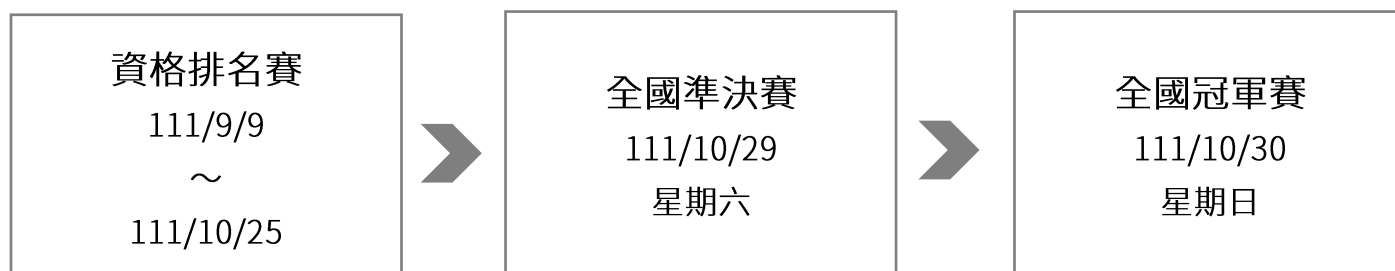 資格排名賽
111/9/9
～
111/10/25
全國準決賽
111/10/29
星期六
全國冠軍賽
111/10/30
星期日